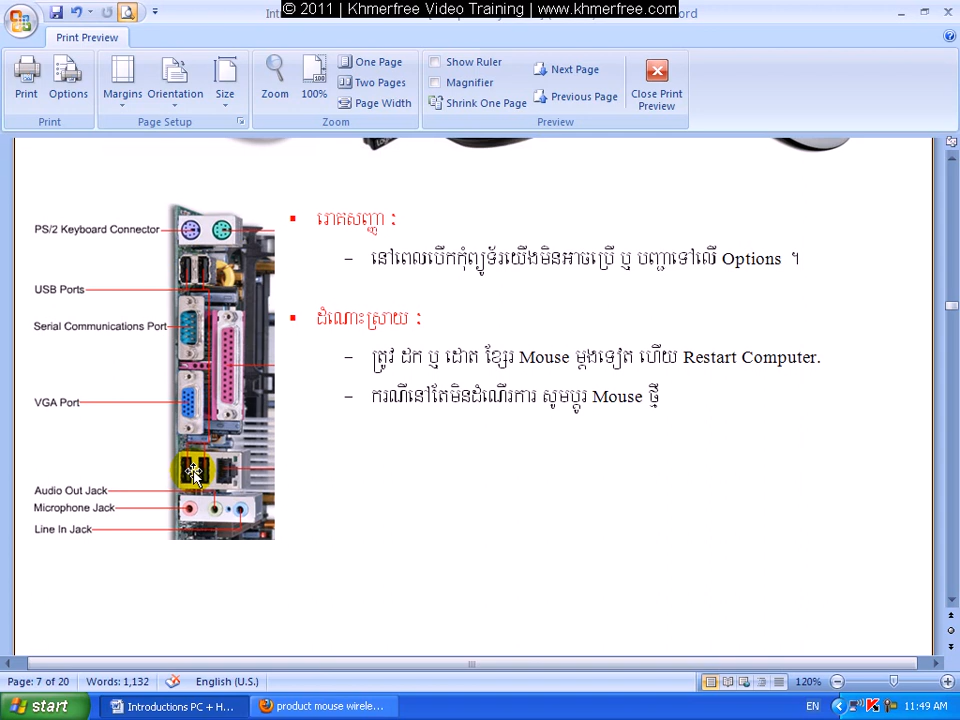 © 2011 | Khmerfree Video Training | www.khmerfree.com
Int
ord
Print Preview
Print
Options
Margins
Orientation
Size
Zoom
100%
One Page
Two Pages
Page Width
Show Ruler
Magnifier
Shrink One Page
Next Page
Previous Page
Close Print
Preview
Print
Page Setup
Zoom
Preview
PS/2 Keyboard Connector
USB Ports
Serial Communications Port
VGA Port
Audio Out Jack
Microphone Jack
Line In Jack
▪ រោគសញ្ញា ៖
– នៅពេលបើកកុំព្យូទ័រយើងមិនអាចប្រើ ឬ បញ្ជាទៅលើ Options ។
▪ ដំណោះស្រាយ ៖
– ត្រូវ ដក ឬ ដោត ខ្សែរ Mouse ម្ដងទៀត ហើយ Restart Computer.
– ករណីនៅតែមិនដំណើរការ សូមប្ដូរ Mouse ថ្មី
Page: 7 of 20
Words: 1,132
English (U.S.)
120%
start
Introductions PC + H...
product mouse wirele...
EN
11:49 AM